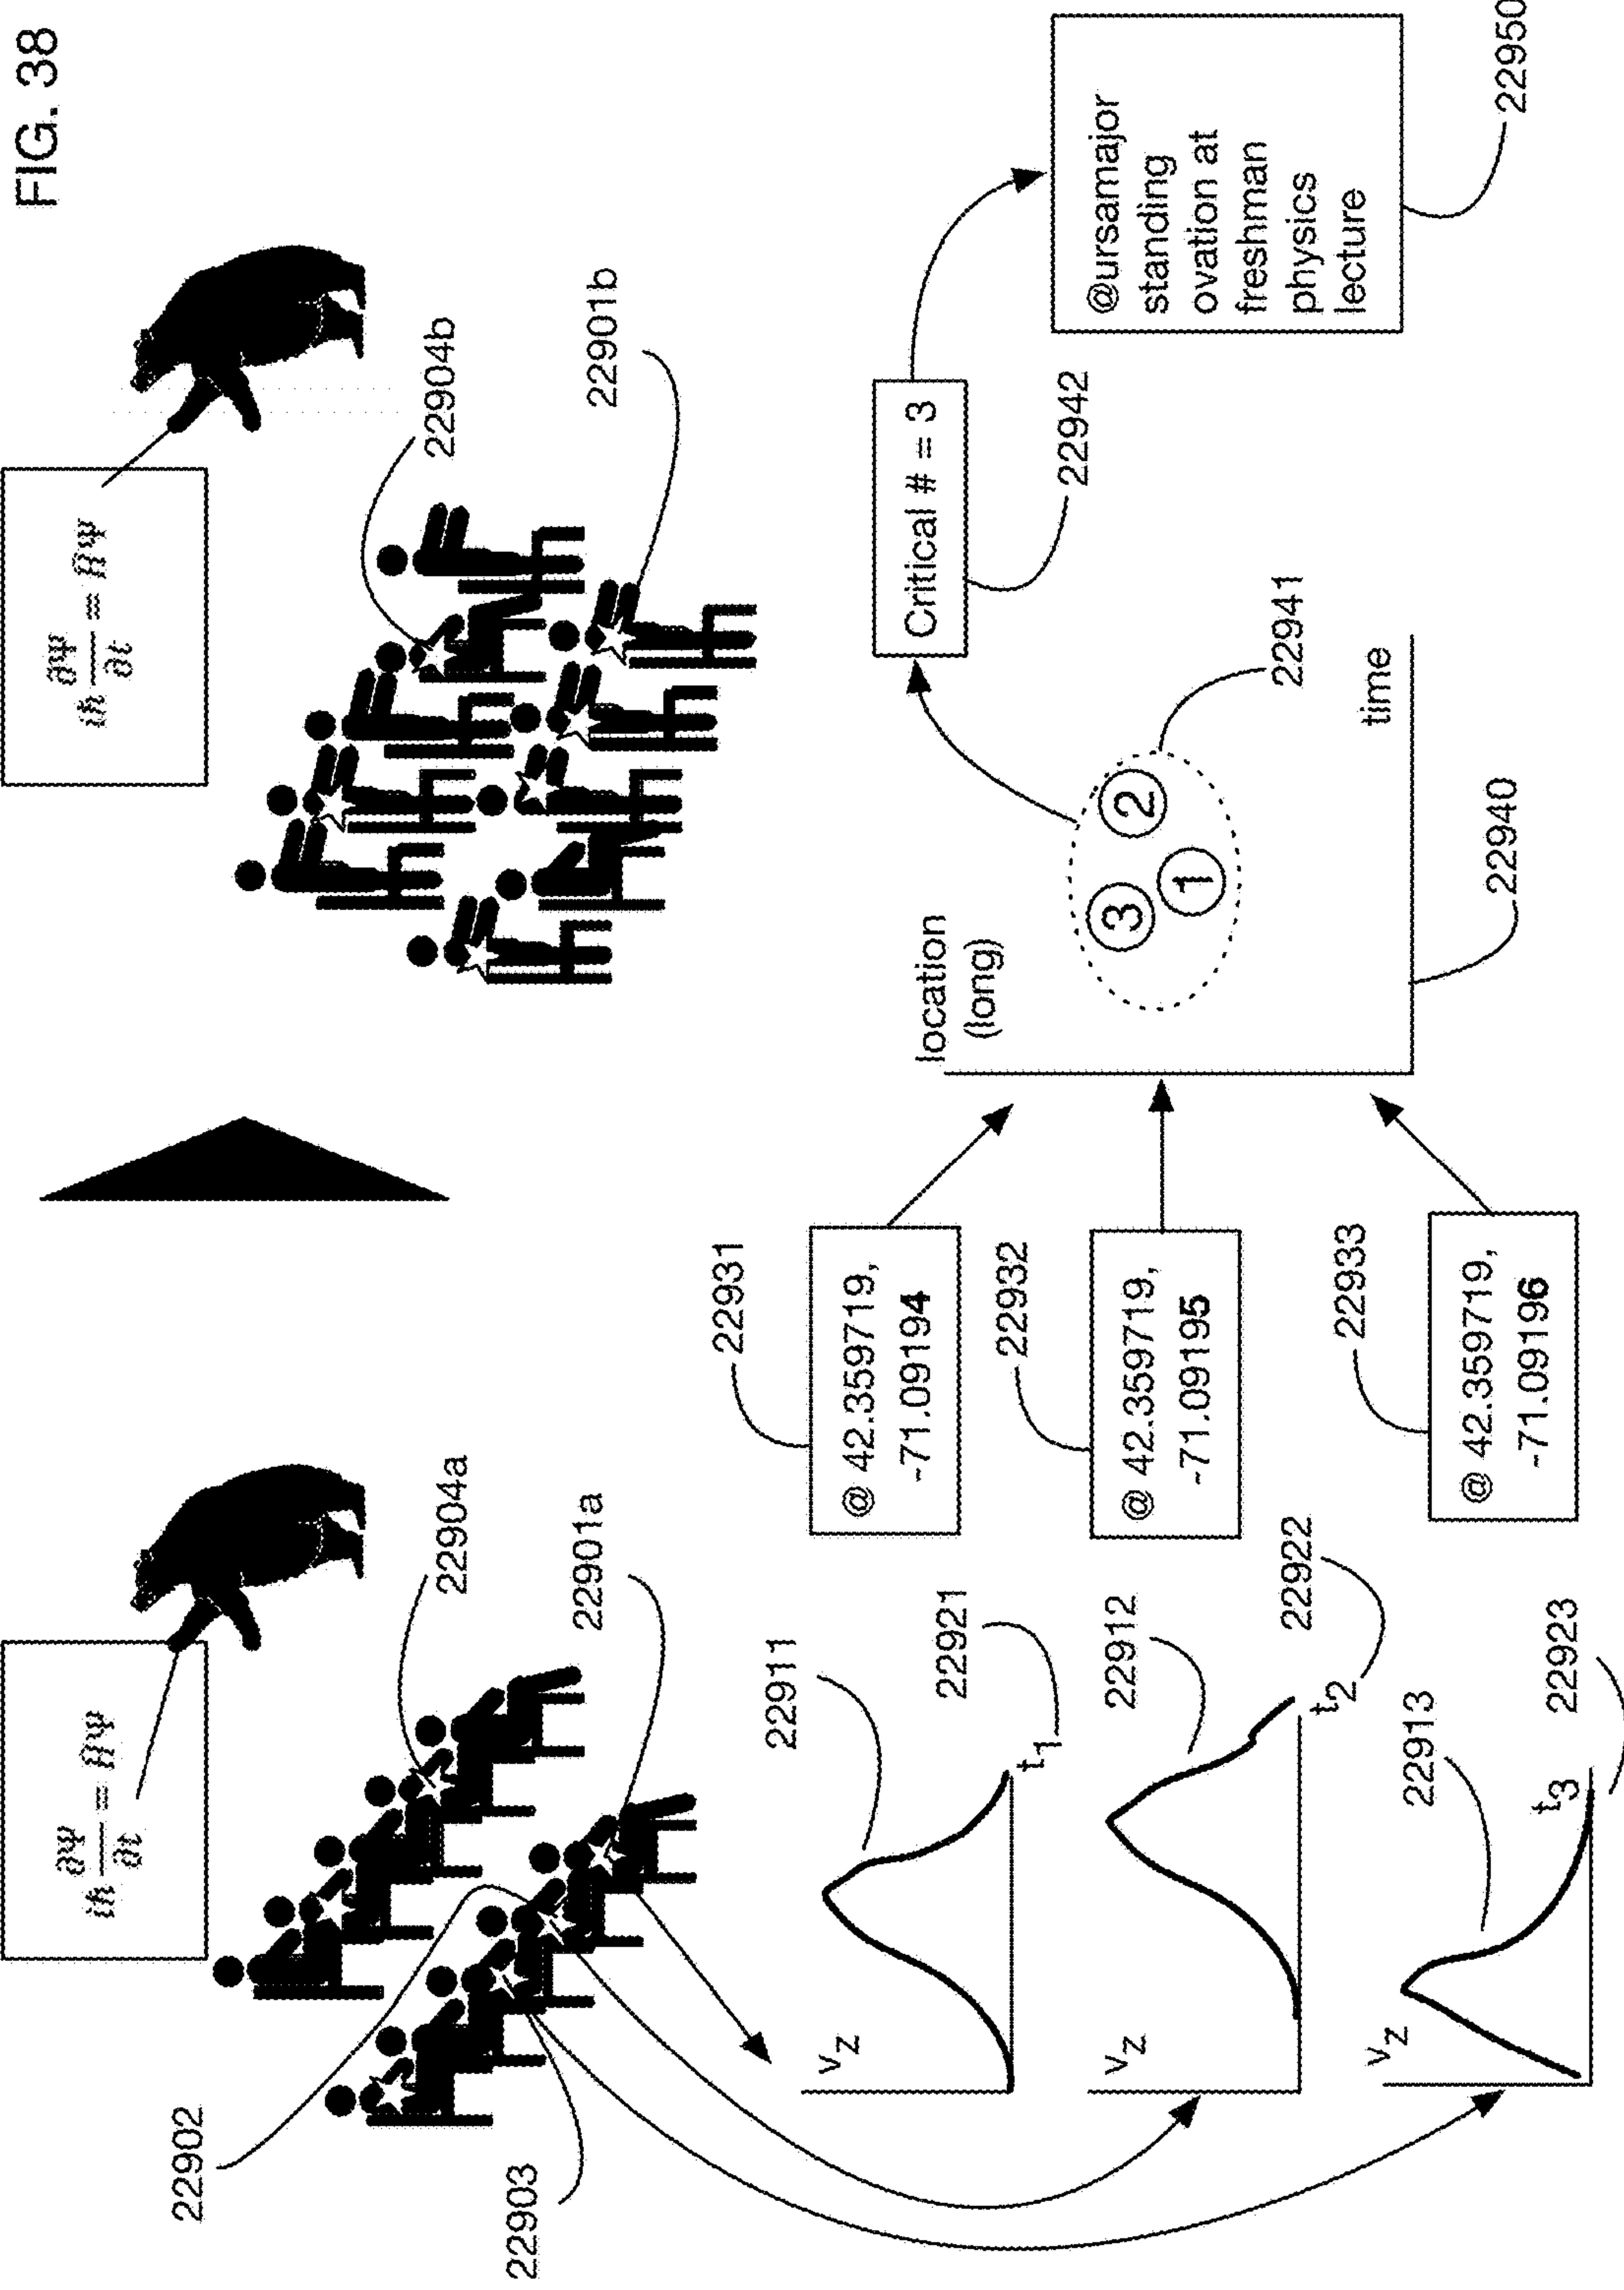 FIG. 38
iħ ∂Ψ/∂t = ĤΨ
iħ ∂Ψ/∂t = ĤΨ
22902
22904a
22904b
22903
22901a
22901b
22911
v_z
t_1
22921
22912
v_z
t_2
22922
22913
v_z
t_3
22923
22931
@ 42.359719,
-71.09194
22932
@ 42.359719,
-71.09195
22933
@ 42.359719,
-71.09196
location
(long)
3
2
1
time
22940
22941
Critical # = 3
22942
@ursamajor
standing
ovation at
freshman
physics
lecture
22950